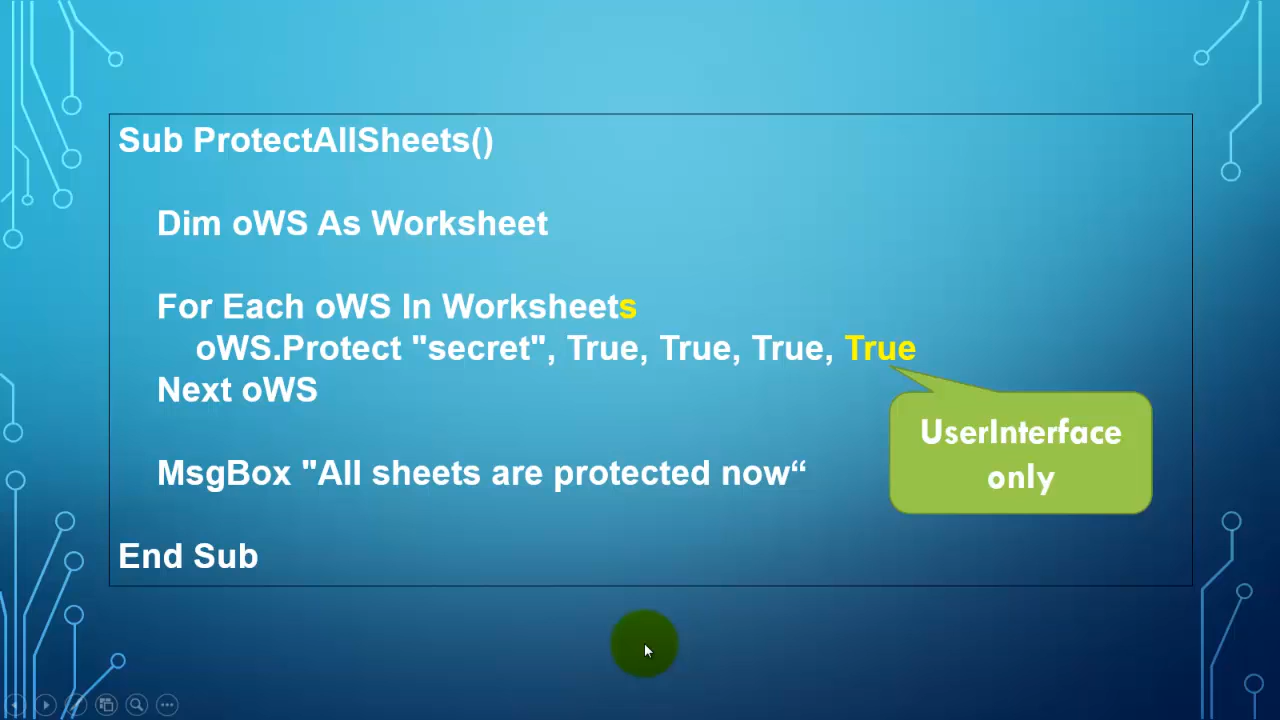 Sub ProtectAllSheets()
Dim oWS As Worksheet
For Each oWS In Worksheets
oWS.Protect "secret", True, True, True, True
Next oWS
MsgBox "All sheets are protected now“
End Sub
UserInterface
only